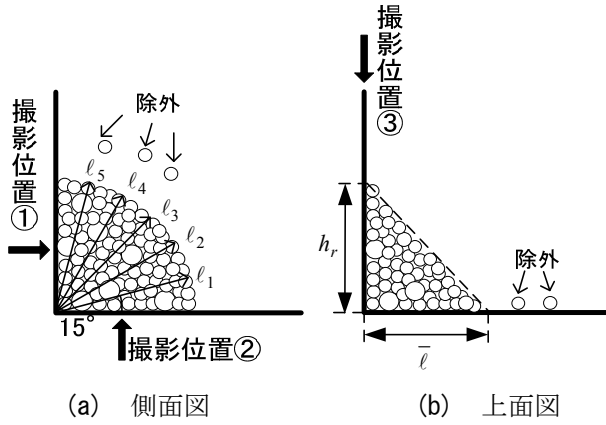 撮影位置①
除外
ℓ5
ℓ4
ℓ3
ℓ2
ℓ1
15°
撮影位置②
(a) 側面図
撮影位置③
hr
除外
ℓ̅
(b) 上面図